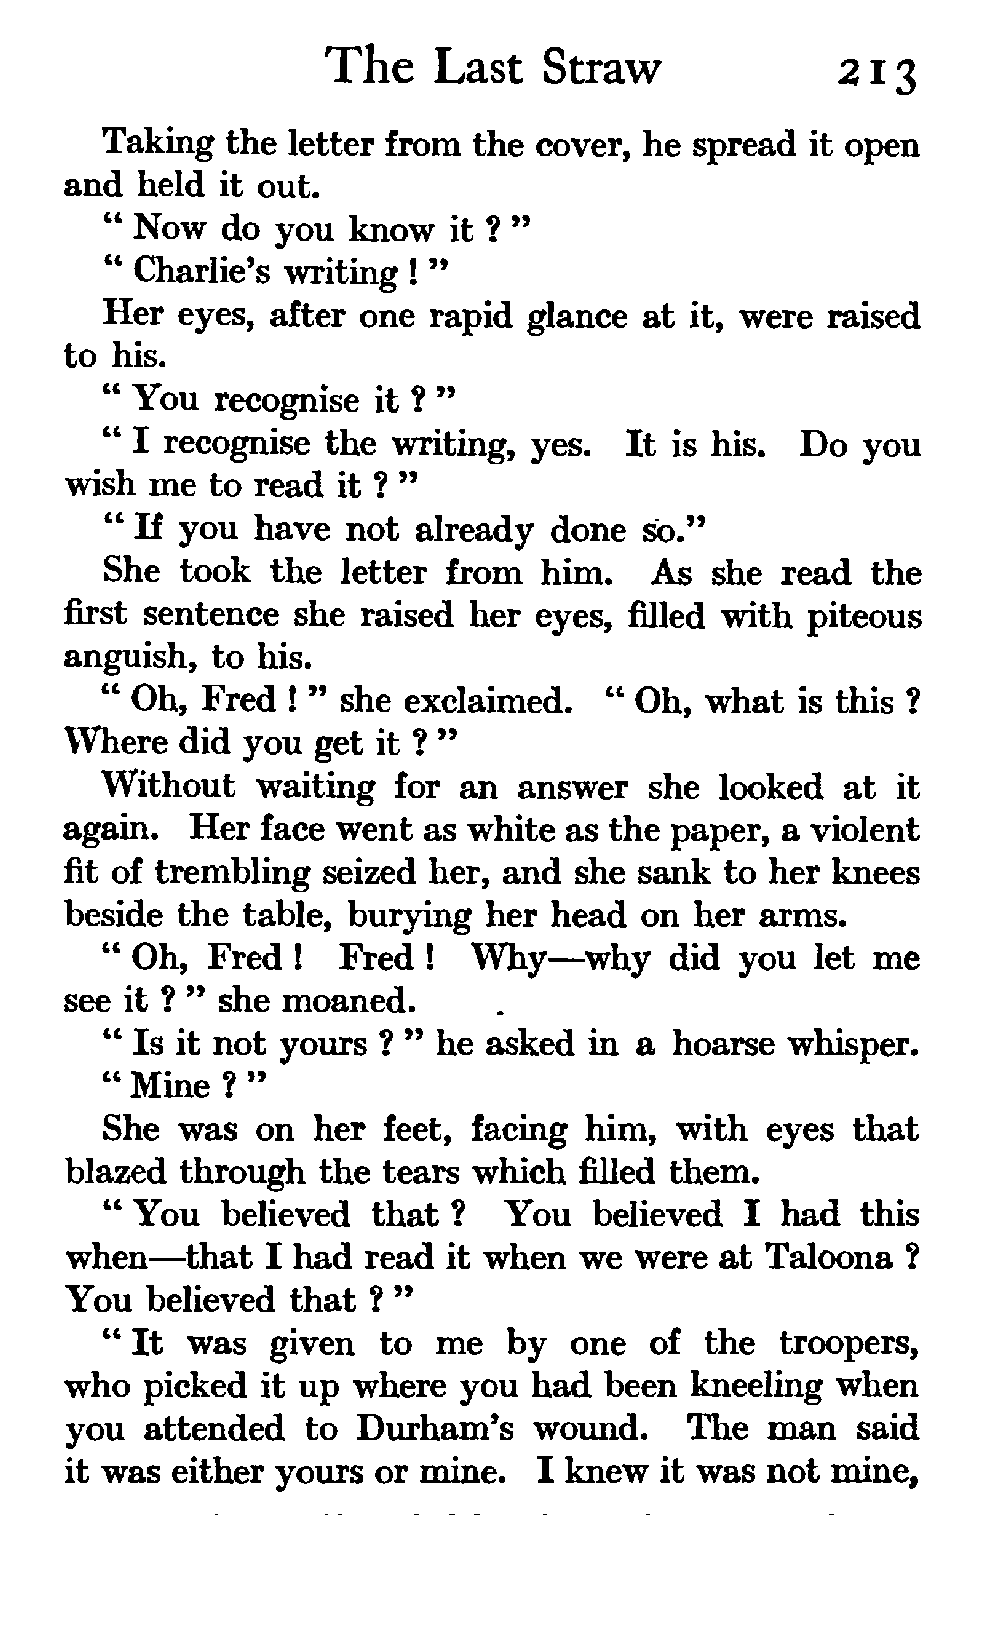 The Last Straw 213
Taking the letter from the cover, he spread it open
and held it out.
“ Now do you know it ? ”
“ Charlie’s writing ! ”
Her eyes, after one rapid glance at it, were raised
to his.
“ You recognise it ? ”
“ I recognise the writing, yes. It is his. Do you
wish me to read it ? ”
“ If you have not already done so.”
She took the letter from him. As she read the
first sentence she raised her eyes, filled with piteous
anguish, to his.
“ Oh, Fred ! ” she exclaimed. “ Oh, what is this ?
Where did you get it ? ”
Without waiting for an answer she looked at it
again. Her face went as white as the paper, a violent
fit of trembling seized her, and she sank to her knees
beside the table, burying her head on her arms.
“ Oh, Fred ! Fred ! Why—why did you let me
see it ? ” she moaned.
“ Is it not yours ? ” he asked in a hoarse whisper.
“ Mine ? ”
She was on her feet, facing him, with eyes that
blazed through the tears which filled them.
“ You believed that ? You believed I had this
when—that I had read it when we were at Taloona ?
You believed that ? ”
“ It was given to me by one of the troopers,
who picked it up where you had been kneeling when
you attended to Durham’s wound. The man said
it was either yours or mine. I knew it was not mine,